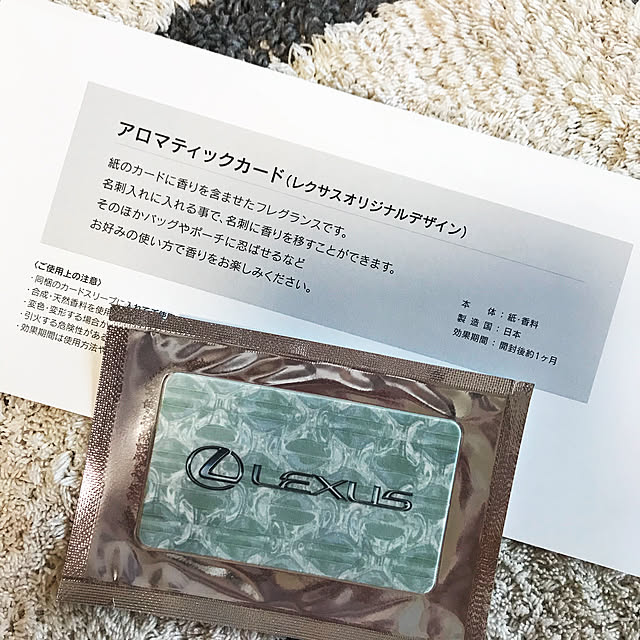 アロマティックカード(レクサスオリジナルデザイン)
紙のカードに香りを含ませたフレグランスです。
名刺入れに入れる事で、名刺に香りを移すことができます。
そのほかバッグやポーチに忍ばせるなど
お好みの使い方で香りをお楽しみください。
本　体:紙・香料
製造国:日本
効果期間:開封後約1ヶ月
〈ご使用上の注意〉
・同梱のカードスリーブに入れて
・合成・天然香料を使用
・変色・変形する場合が
・引火する危険性がある
・効果期間は使用方法や
LEXUS